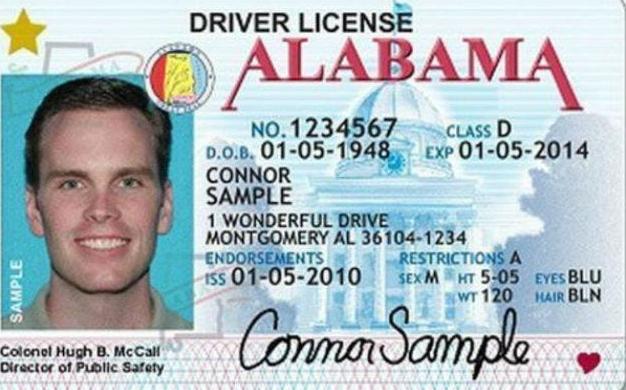 DRIVER LICENSE
ALABAMA
NO. 1234567 CLASS D
D.O.B. 01-05-1948 EXP 01-05-2014
CONNOR
SAMPLE
1 WONDERFUL DRIVE
MONTGOMERY AL 36104-1234
ENDORSEMENTS RESTRICTIONS A
ISS 01-05-2010 SEX M HT 5-05 EYES BLU
WT 120 HAIR BLN
SAMPLE
Connor Sample
Colonel Hugh B. McCall
Director of Public Safety